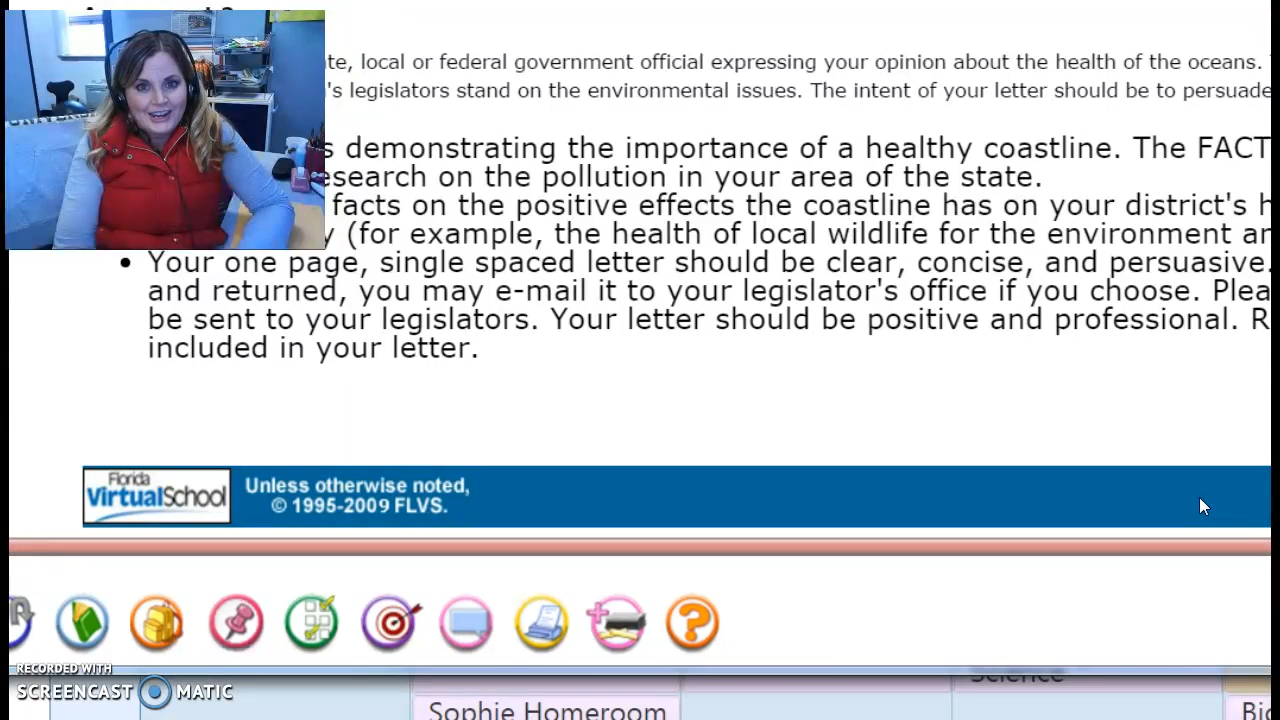 te, local or federal government official expressing your opinion about the health of the oceans.
's legislators stand on the environmental issues. The intent of your letter should be to persuade
s demonstrating the importance of a healthy coastline. The FACT
esearch on the pollution in your area of the state.
facts on the positive effects the coastline has on your district's h
y (for example, the health of local wildlife for the environment an
• Your one page, single spaced letter should be clear, concise, and persuasive.
and returned, you may e-mail it to your legislator's office if you choose. Plea
be sent to your legislators. Your letter should be positive and professional. R
included in your letter.
Florida
VirtualSchool
Unless otherwise noted,
© 1995-2009 FLVS.
?
RECORDED WITH
SCREENCAST MATIC
Science
Sophie Homeroom
Bio